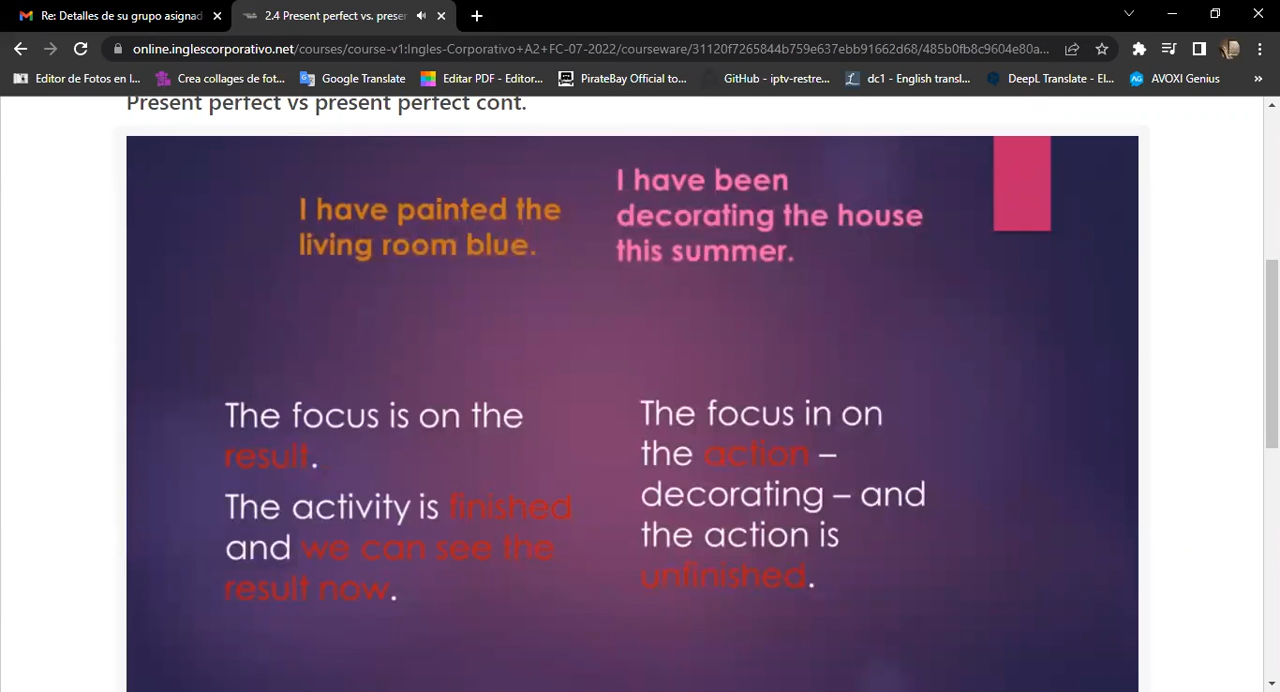 Re: Detalles de su grupo asignad
2.4 Present perfect vs. preser
online.inglescorporativo.net/courses/course-v1:Ingles-Corporativo+A2+FC-07-2022/courseware/31120f7265844b759e637ebb91662d68/485b0fb8c9604e80a...
Editor de Fotos en l...
Crea collages de fot...
Google Translate
Editar PDF - Editor...
PirateBay Official to...
GitHub - iptv-restre...
dc1 - English transl...
DeepL Translate - El...
AVOXI Genius
»
Present perfect vs present perfect cont.
I have painted the
living room blue.
I have been
decorating the house
this summer.
The focus is on the
result.
The activity is finished
and we can see the
result now.
The focus in on
the action –
decorating – and
the action is
unfinished.